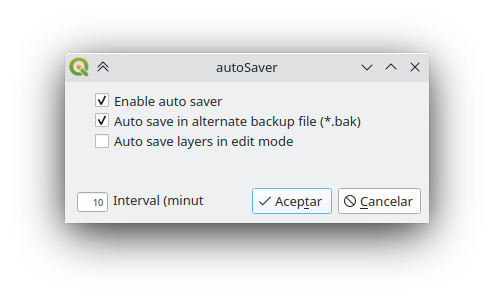 autoSaver
Enable auto saver
Auto save in alternate backup file (*.bak)
Auto save layers in edit mode
10 Interval (minut Aceptar Cancelar